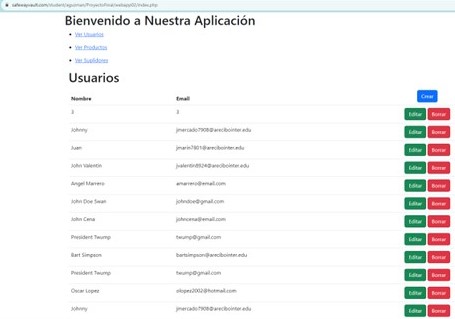 safewayvault.com/student/aguzman/ProyectoFinal/webapp00/index.php
Bienvenido a Nuestra Aplicación
Ver Usuarios
Ver Productos
Ver Suplidores
Usuarios
Nombre Email Crear
3 3 Editar Borrar
Johnny jmercado7908@arecibointer.edu Editar Borrar
Juan jmarin7801@arecibointer.edu Editar Borrar
John Valentin jvalentin8924@arecibointer.edu Editar Borrar
Angel Marrero amarrero@email.com Editar Borrar
John Doe Swan johndoe@gmail.com Editar Borrar
John Cena johncena@email.com Editar Borrar
President Twump twump@gmail.com Editar Borrar
Bart Simpson bartsimpson@arecibointer.edu Editar Borrar
President Twump twump@gmail.com Editar Borrar
Oscar Lopez olopez2002@hotmail.com Editar Borrar
Johnny jmercado7908@arecibointer.edu Editar Borrar